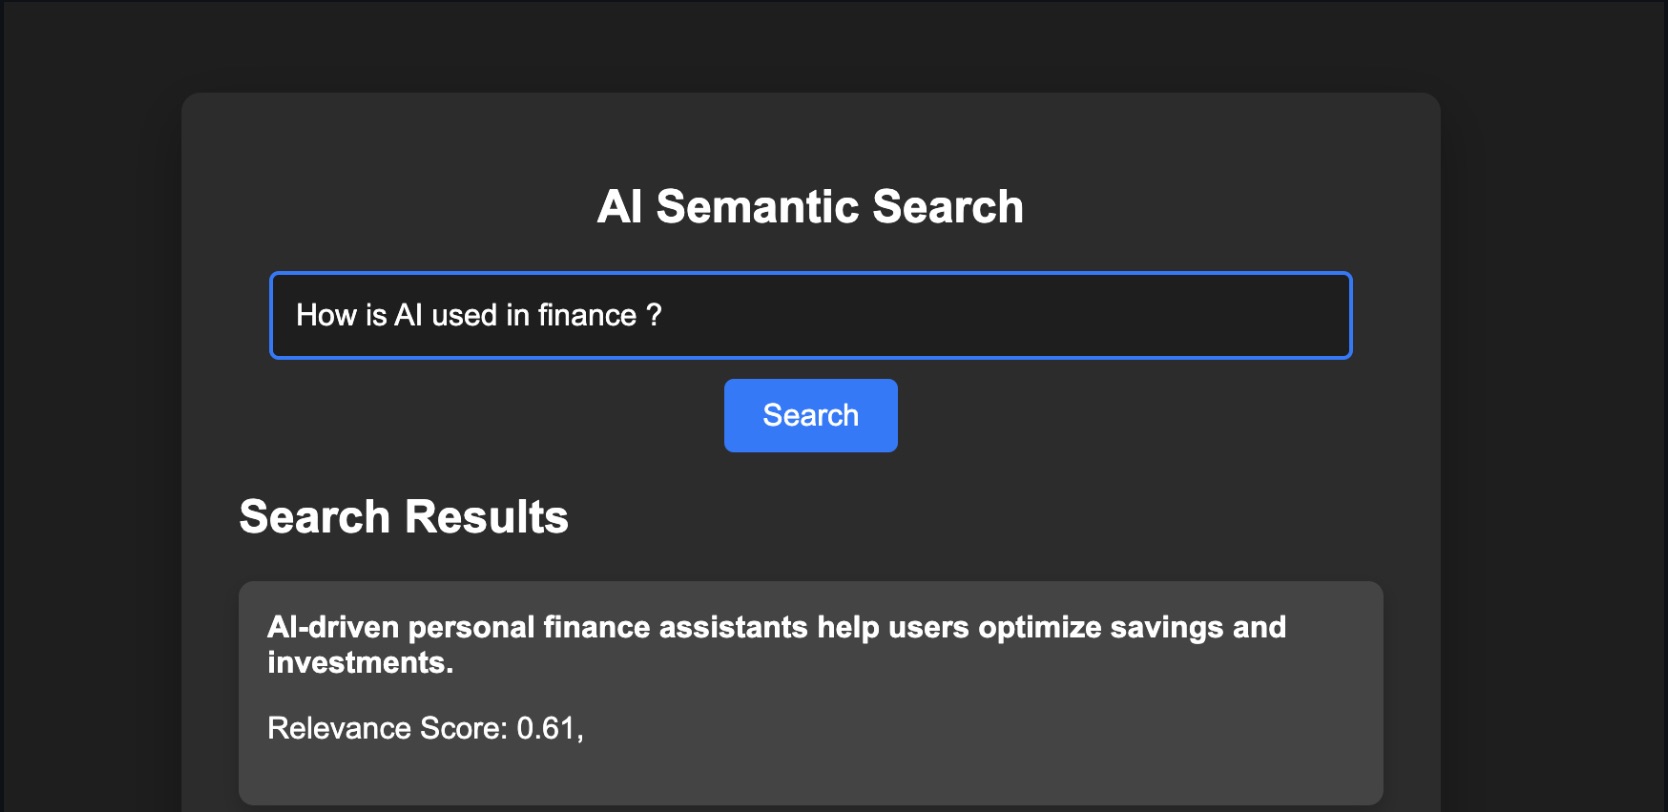 AI Semantic Search
How is AI used in finance ?
Search
Search Results
AI-driven personal finance assistants help users optimize savings and
investments.
Relevance Score: 0.61,